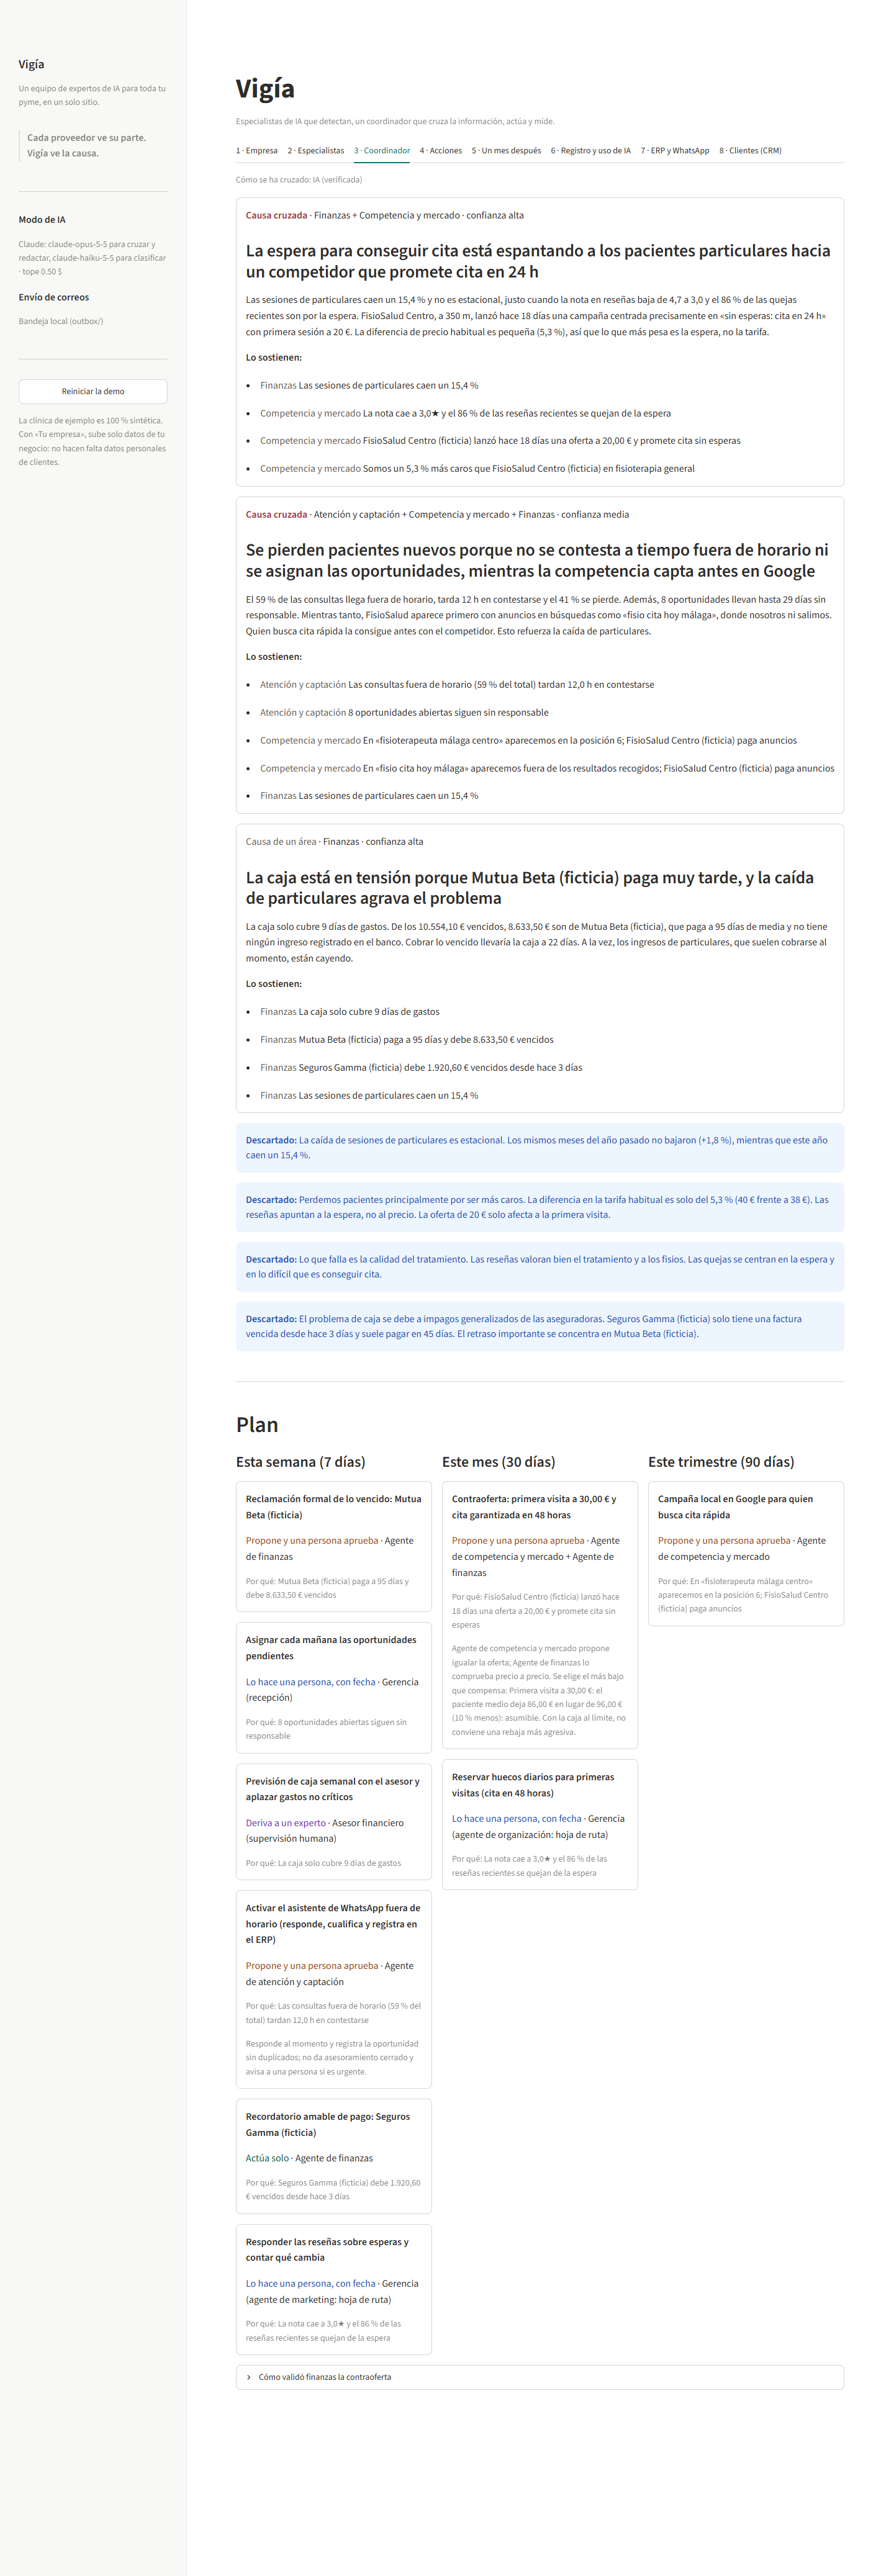 Vigía
Un equipo de expertos de IA para toda tu
pyme, en un solo sitio.
Cada proveedor ve su parte.
Vigía ve la causa.
Modo de IA
Claude: claude-opus-5-5 para cruzar y
redactar, claude-haiku-5-5 para clasificar
· tope 0.50 $
Envío de correos
Bandeja local (outbox/)
Reiniciar la demo
La clínica de ejemplo es 100 % sintética.
Con «Tu empresa», sube solo datos de tu
negocio: no hacen falta datos personales
de clientes.
Vigía
Especialistas de IA que detectan, un coordinador que cruza la información, actúa y mide.
1 · Empresa 2 · Especialistas 3 · Coordinador 4 · Acciones 5 · Un mes después 6 · Registro y uso de IA 7 · ERP y WhatsApp 8 · Clientes (CRM)
Cómo se ha cruzado: IA (verificada)
Causa cruzada · Finanzas + Competencia y mercado · confianza alta
La espera para conseguir cita está espantando a los pacientes particulares hacia
un competidor que promete cita en 24 h
Las sesiones de particulares caen un 15,4 % y no es estacional, justo cuando la nota en reseñas baja de 4,7 a 3,0 y el 86 % de las quejas
recientes son por la espera. FisioSalud Centro, a 350 m, lanzó hace 18 días una campaña centrada precisamente en «sin esperas: cita en 24 h»
con primera sesión a 20 €. La diferencia de precio habitual es pequeña (5,3 %), así que lo que más pesa es la espera, no la tarifa.
Lo sostienen:
• Finanzas Las sesiones de particulares caen un 15,4 %
• Competencia y mercado La nota cae a 3,0★ y el 86 % de las reseñas recientes se quejan de la espera
• Competencia y mercado FisioSalud Centro (ficticia) lanzó hace 18 días una oferta a 20,00 € y promete cita sin esperas
• Competencia y mercado Somos un 5,3 % más caros que FisioSalud Centro (ficticia) en fisioterapia general
Causa cruzada · Atención y captación + Competencia y mercado + Finanzas · confianza media
Se pierden pacientes nuevos porque no se contesta a tiempo fuera de horario ni
se asignan las oportunidades, mientras la competencia capta antes en Google
El 59 % de las consultas llega fuera de horario, tarda 12 h en contestarse y el 41 % se pierde. Además, 8 oportunidades llevan hasta 29 días sin
responsable. Mientras tanto, FisioSalud aparece primero con anuncios en búsquedas como «fisio cita hoy málaga», donde nosotros ni salimos.
Quien busca cita rápida la consigue antes con el competidor. Esto refuerza la caída de particulares.
Lo sostienen:
• Atención y captación Las consultas fuera de horario (59 % del total) tardan 12,0 h en contestarse
• Atención y captación 8 oportunidades abiertas siguen sin responsable
• Competencia y mercado En «fisioterapeuta málaga centro» aparecemos en la posición 6; FisioSalud Centro (ficticia) paga anuncios
• Competencia y mercado En «fisio cita hoy málaga» aparecemos fuera de los resultados recogidos; FisioSalud Centro (ficticia) paga anuncios
• Finanzas Las sesiones de particulares caen un 15,4 %
Causa de un área · Finanzas · confianza alta
La caja está en tensión porque Mutua Beta (ficticia) paga muy tarde, y la caída
de particulares agrava el problema
La caja solo cubre 9 días de gastos. De los 10.554,10 € vencidos, 8.633,50 € son de Mutua Beta (ficticia), que paga a 95 días de media y no tiene
ningún ingreso registrado en el banco. Cobrar lo vencido llevaría la caja a 22 días. A la vez, los ingresos de particulares, que suelen cobrarse al
momento, están cayendo.
Lo sostienen:
• Finanzas La caja solo cubre 9 días de gastos
• Finanzas Mutua Beta (ficticia) paga a 95 días y debe 8.633,50 € vencidos
• Finanzas Seguros Gamma (ficticia) debe 1.920,60 € vencidos desde hace 3 días
• Finanzas Las sesiones de particulares caen un 15,4 %
Descartado: La caída de sesiones de particulares es estacional. Los mismos meses del año pasado no bajaron (+1,8 %), mientras que este año
caen un 15,4 %.
Descartado: Perdemos pacientes principalmente por ser más caros. La diferencia en la tarifa habitual es solo del 5,3 % (40 € frente a 38 €). Las
reseñas apuntan a la espera, no al precio. La oferta de 20 € solo afecta a la primera visita.
Descartado: Lo que falla es la calidad del tratamiento. Las reseñas valoran bien el tratamiento y a los fisios. Las quejas se centran en la espera y
en lo difícil que es conseguir cita.
Descartado: El problema de caja se debe a impagos generalizados de las aseguradoras. Seguros Gamma (ficticia) solo tiene una factura
vencida desde hace 3 días y suele pagar en 45 días. El retraso importante se concentra en Mutua Beta (ficticia).
Plan
Esta semana (7 días)
Reclamación formal de lo vencido: Mutua
Beta (ficticia)
Propone y una persona aprueba · Agente
de finanzas
Por qué: Mutua Beta (ficticia) paga a 95 días y
debe 8.633,50 € vencidos
Asignar cada mañana las oportunidades
pendientes
Lo hace una persona, con fecha · Gerencia
(recepción)
Por qué: 8 oportunidades abiertas siguen sin
responsable
Previsión de caja semanal con el asesor y
aplazar gastos no críticos
Deriva a un experto · Asesor financiero
(supervisión humana)
Por qué: La caja solo cubre 9 días de gastos
Activar el asistente de WhatsApp fuera de
horario (responde, cualifica y registra en
el ERP)
Propone y una persona aprueba · Agente
de atención y captación
Por qué: Las consultas fuera de horario (59 % del
total) tardan 12,0 h en contestarse
Responde al momento y registra la oportunidad
sin duplicados; no da asesoramiento cerrado y
avisa a una persona si es urgente.
Recordatorio amable de pago: Seguros
Gamma (ficticia)
Actúa solo · Agente de finanzas
Por qué: Seguros Gamma (ficticia) debe 1.920,60
€ vencidos desde hace 3 días
Responder las reseñas sobre esperas y
contar qué cambia
Lo hace una persona, con fecha · Gerencia
(agente de marketing: hoja de ruta)
Por qué: La nota cae a 3,0★ y el 86 % de las
reseñas recientes se quejan de la espera
Este mes (30 días)
Contraoferta: primera visita a 30,00 € y
cita garantizada en 48 horas
Propone y una persona aprueba · Agente
de competencia y mercado + Agente de
finanzas
Por qué: FisioSalud Centro (ficticia) lanzó hace
18 días una oferta a 20,00 € y promete cita sin
esperas
Agente de competencia y mercado propone
igualar la oferta; Agente de finanzas lo
comprueba precio a precio. Se elige el más bajo
que compensa: Primera visita a 30,00 €: el
paciente medio deja 86,00 € en lugar de 96,00 €
(10 % menos): asumible. Con la caja al límite, no
conviene una rebaja más agresiva.
Reservar huecos diarios para primeras
visitas (cita en 48 horas)
Lo hace una persona, con fecha · Gerencia
(agente de organización: hoja de ruta)
Por qué: La nota cae a 3,0★ y el 86 % de las
reseñas recientes se quejan de la espera
Este trimestre (90 días)
Campaña local en Google para quien
busca cita rápida
Propone y una persona aprueba · Agente
de competencia y mercado
Por qué: En «fisioterapeuta málaga centro»
aparecemos en la posición 6; FisioSalud Centro
(ficticia) paga anuncios
Cómo validó finanzas la contraoferta